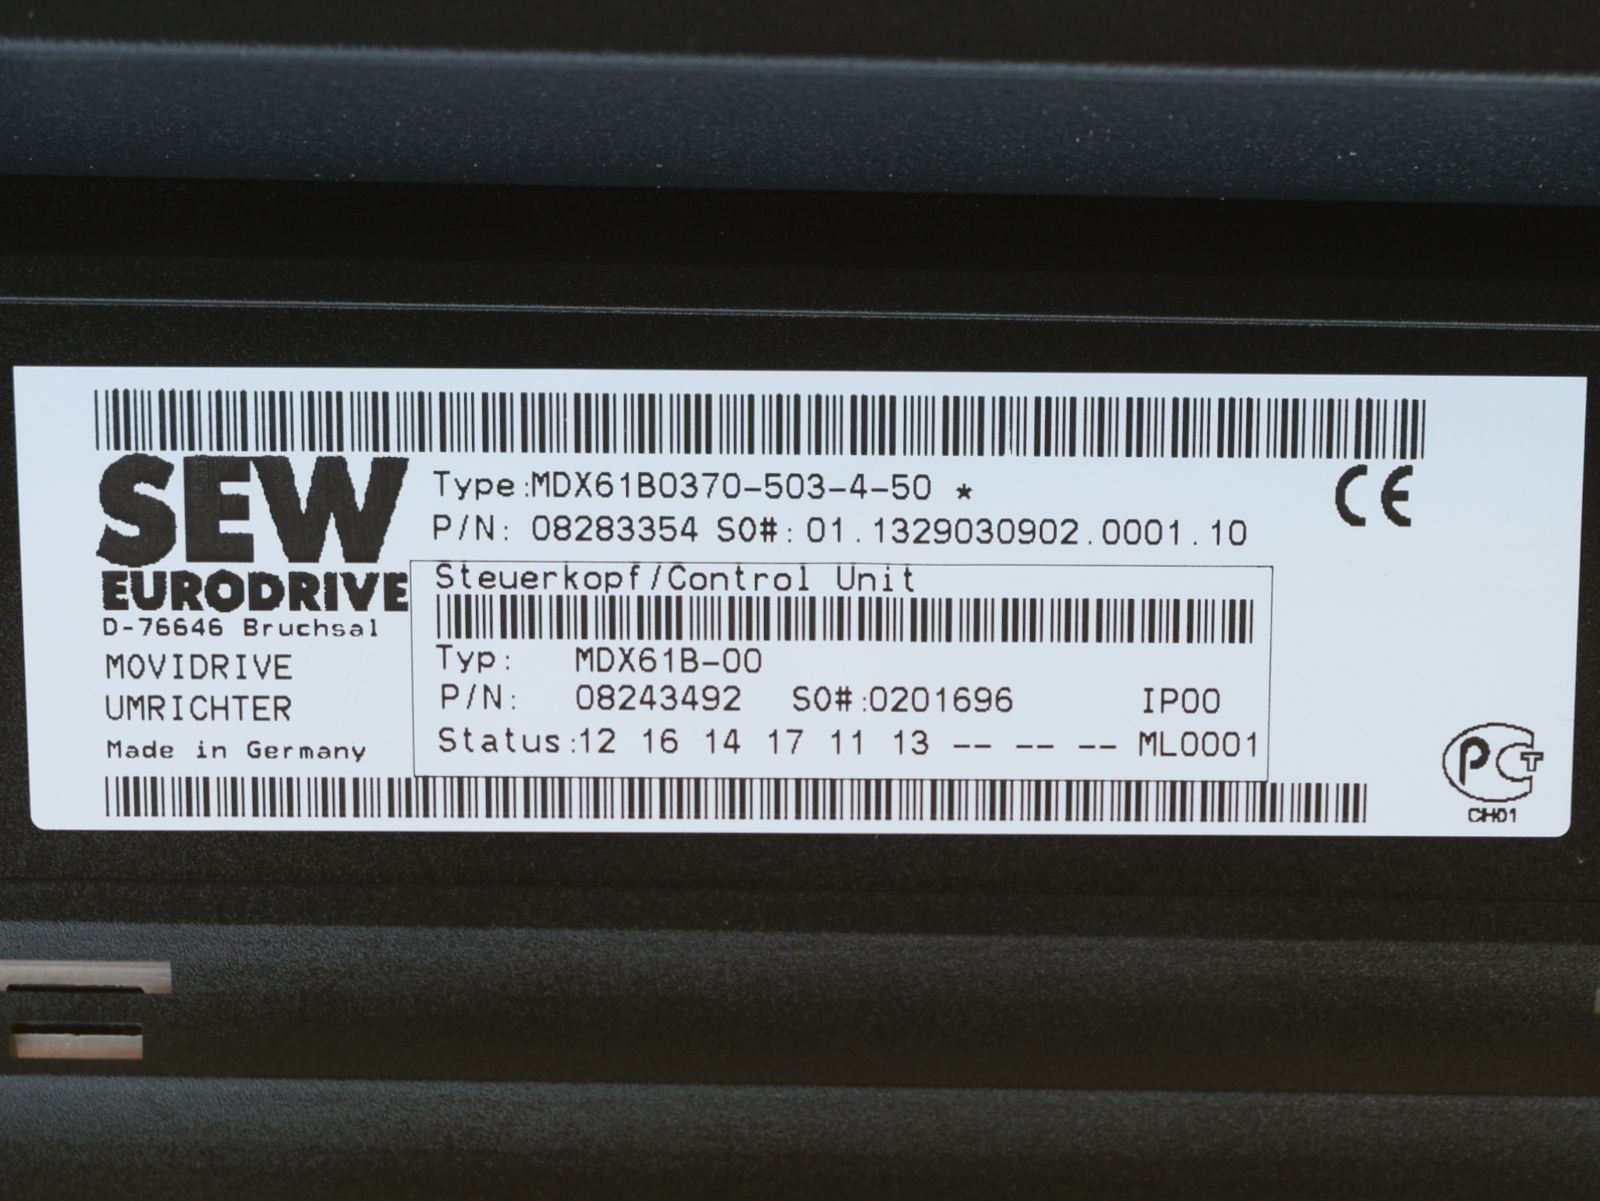 SEW
EURODRIVE
D-76646 Bruchsal
MOVIDRIVE
UMRICHTER
Made in Germany
Type:MDX61B0370-503-4-50 *
P/N: 08283354 S0#: 01.1329030902.0001.10
Steuerkopf/Control Unit
Typ: MDX61B-00
P/N: 08243492 S0#:0201696 IP00
Status:12 16 14 17 11 13 -- -- -- ML0001
CE
PCT
CH01